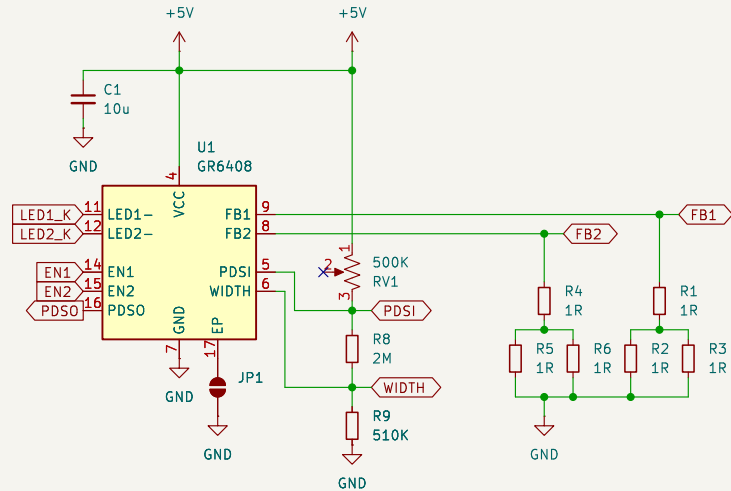 +5V
+5V
C1
10u
GND
U1
GR6408
4
VCC
LED1_K
11
LED1-
FB1
9
FB1
LED2_K
12
LED2-
FB2
8
FB2
EN1
14
EN1
PDSI
5
EN2
15
EN2
WIDTH
6
PDSO
16
PDSO
GND
EP
7
17
GND
JP1
GND
1
2
500K
RV1
3
PDSI
R8
2M
WIDTH
R9
510K
GND
R4
1R
R1
1R
R5
1R
R6
1R
R2
1R
R3
1R
GND